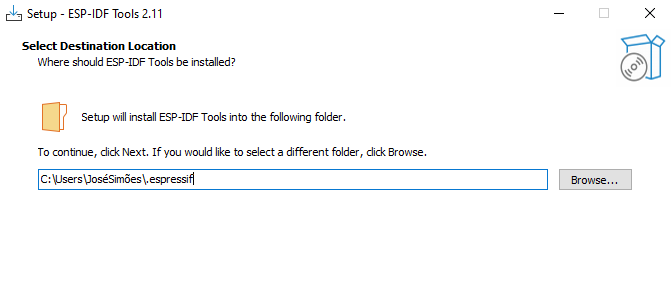 Setup - ESP-IDF Tools 2.11
Select Destination Location
Where should ESP-IDF Tools be installed?
Setup will install ESP-IDF Tools into the following folder.
To continue, click Next. If you would like to select a different folder, click Browse.
C:\Users\JoséSimões\.espressif
Browse...